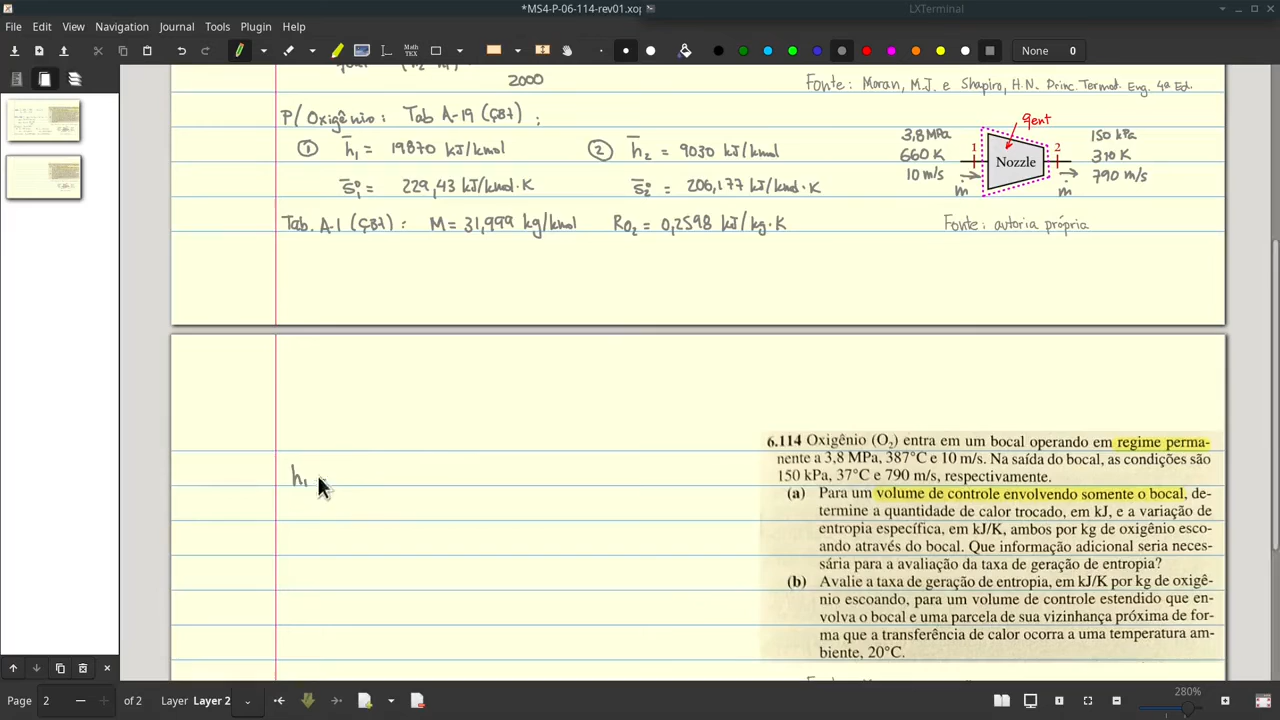 *MS4-P-06-114-rev01.xop
LXTerminal
File Edit View Navigation Journal Tools Plugin Help
None 0
2000
Fonte: Moran, M.J. e Shapiro, H.N. Princ. Termod. Eng. 4ª Ed.
P/ Oxigênio: Tab A-19 (ÇB7):
① h̄₁ = 19870 kJ/kmol ② h̄₂ = 9030 kJ/kmol
s̄₁° = 229,43 kJ/kmol·K s̄₂° = 206,177 kJ/kmol·K
Tab. A-1 (ÇB7): M = 31,999 kg/kmol R O₂ = 0,2598 kJ/kg·K
qent
3,8 MPa 150 kPa
660 K 1 Nozzle 2 310 K
10 m/s ṁ ṁ 790 m/s
Fonte: autoria própria
h₁
6.114 Oxigênio (O₂) entra em um bocal operando em regime perma-
nente a 3,8 MPa, 387°C e 10 m/s. Na saída do bocal, as condições são
150 kPa, 37°C e 790 m/s, respectivamente.
(a) Para um volume de controle envolvendo somente o bocal, de-
termine a quantidade de calor trocado, em kJ, e a variação de
entropia específica, em kJ/K, ambos por kg de oxigênio esco-
ando através do bocal. Que informação adicional seria neces-
sária para a avaliação da taxa de geração de entropia?
(b) Avalie a taxa de geração de entropia, em kJ/K por kg de oxigê-
nio escoando, para um volume de controle estendido que en-
volva o bocal e uma parcela de sua vizinhança próxima de for-
ma que a transferência de calor ocorra a uma temperatura am-
biente, 20°C.
Page 2 of 2 Layer Layer 2 280%